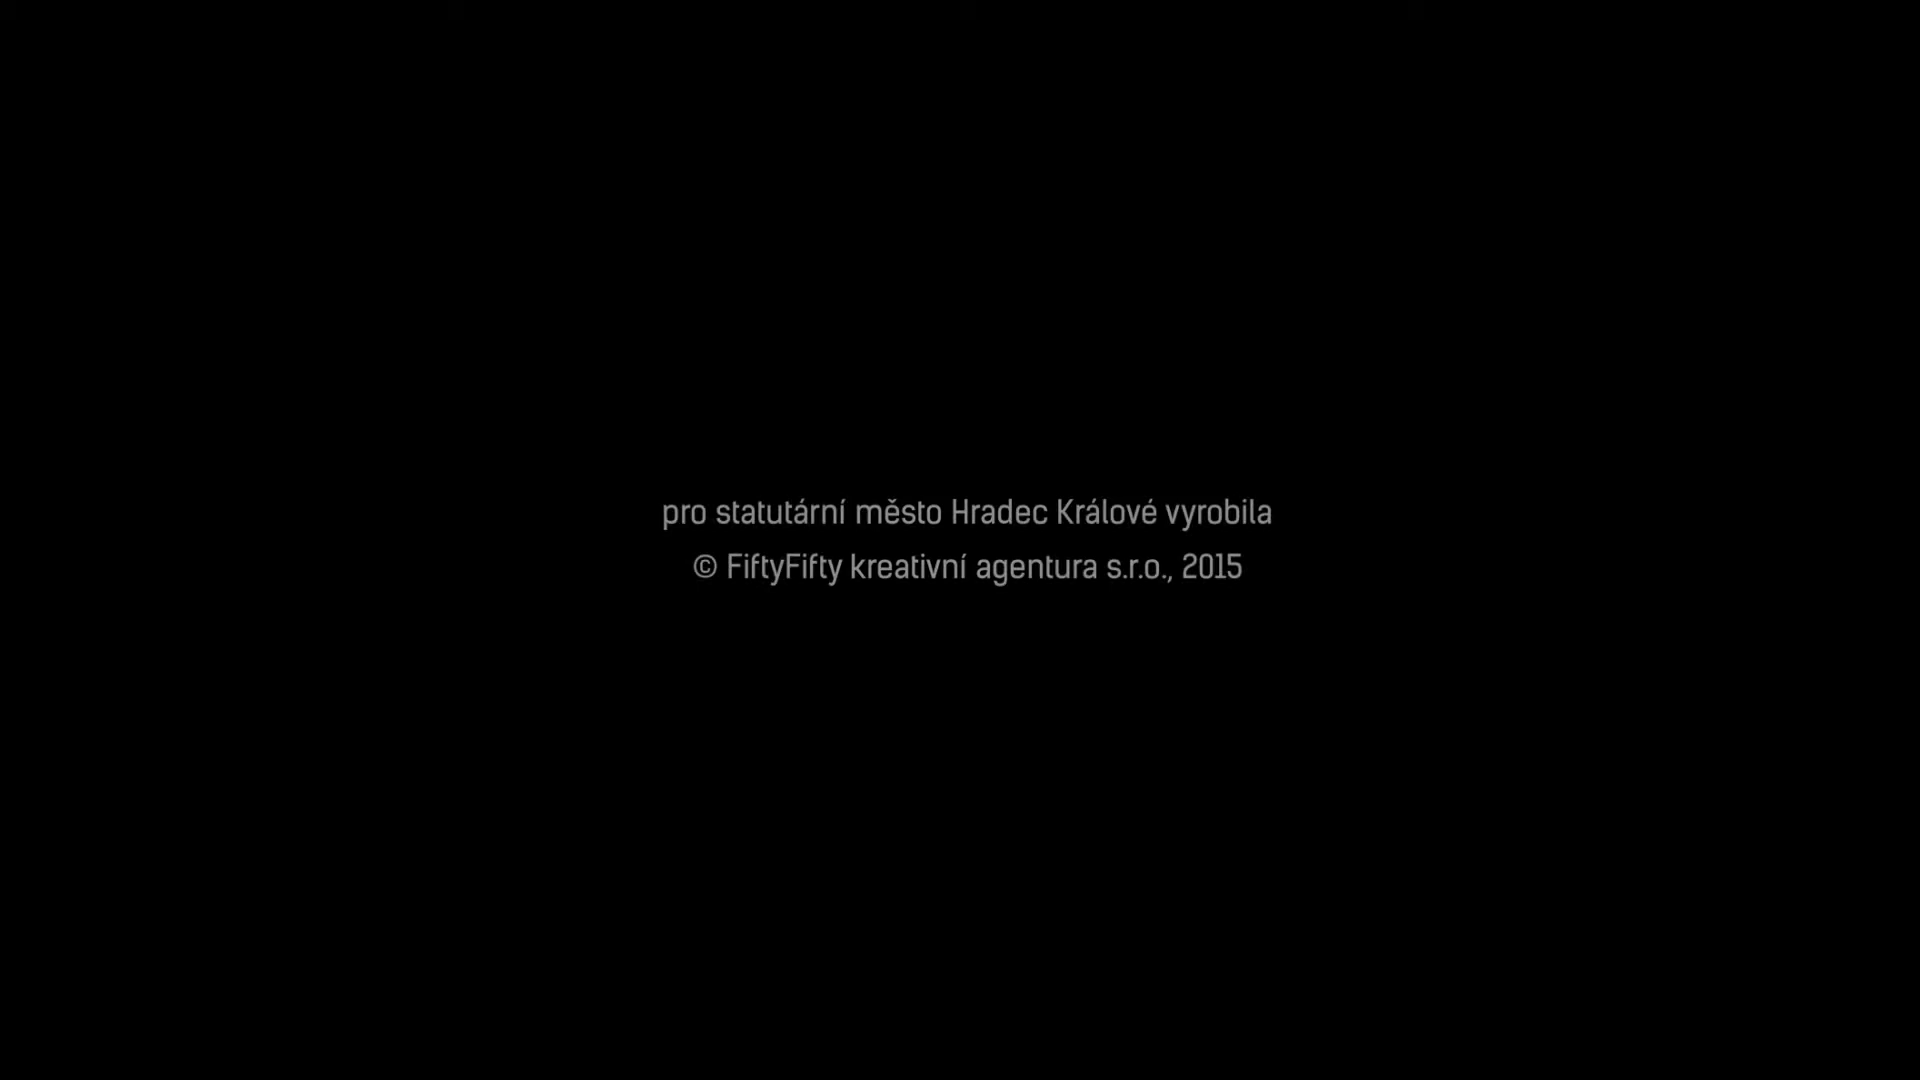 pro statutární město Hradec Králové vyrobila
© FiftyFifty kreativní agentura s.r.o., 2015